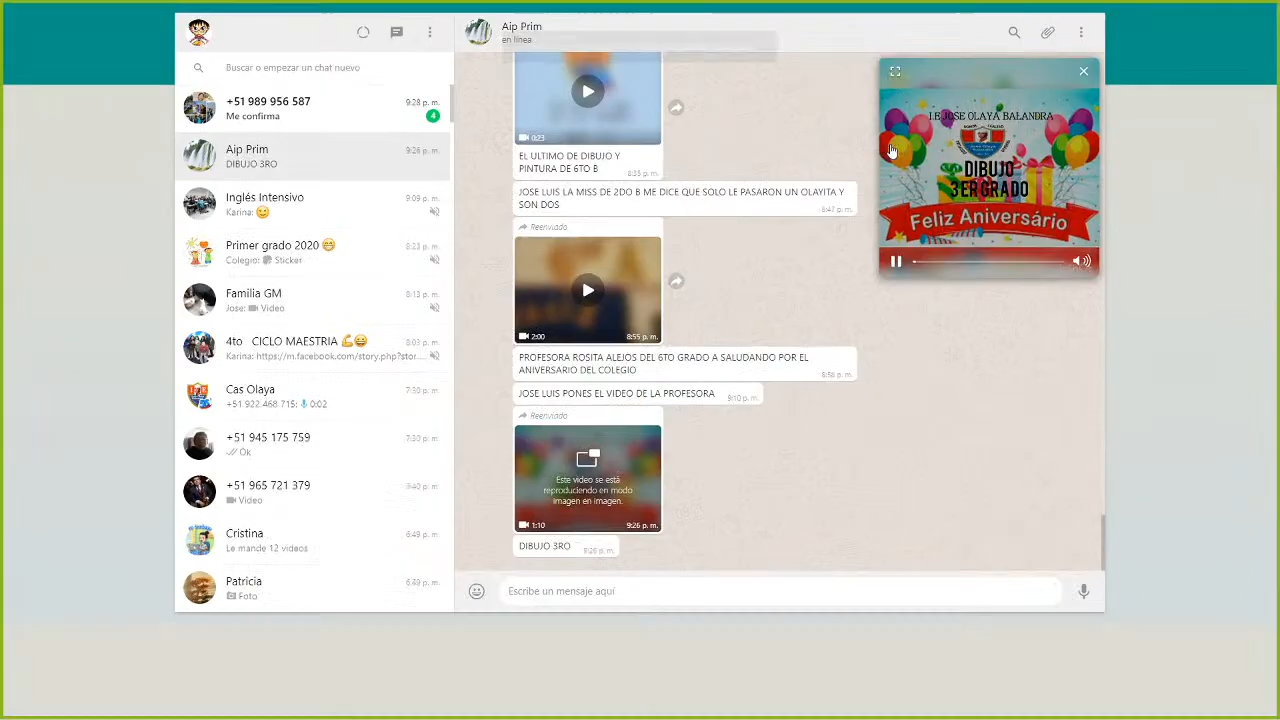 Aip Prim
en línea
Buscar o empezar un chat nuevo
+51 989 956 587
9:28 p. m.
Me confirma
4
Aip Prim
9:26 p. m.
DIBUJO 3RO
Inglés Intensivo
9:09 p. m.
Karina: 😉
Primer grado 2020 😁
8:23 p. m.
Colegio: Sticker
Familia GM
8:13 p. m.
Jose: Video
4to CICLO MAESTRIA 💪😄
8:03 p. m.
Karina: https://m.facebook.com/story.php?stor...
Cas Olaya
7:30 p. m.
+51 922 468 715: 0:02
+51 945 175 759
7:30 p. m.
Ok
+51 965 721 379
Video
Cristina
6:49 p. m.
Le mande 12 videos
Patricia
6:49 p. m.
Foto
0:23
EL ULTIMO DE DIBUJO Y
PINTURA DE 6TO B
8:35 p. m.
JOSE LUIS LA MISS DE 2DO B ME DICE QUE SOLO LE PASARON UN OLAYITA Y
SON DOS
8:47 p. m.
Reenviado
2:00
8:55 p. m.
PROFESORA ROSITA ALEJOS DEL 6TO GRADO A SALUDANDO POR EL
ANIVERSARIO DEL COLEGIO
JOSE LUIS PONES EL VIDEO DE LA PROFESORA
9:10 p. m.
Reenviado
Este video se está
reproduciendo en modo
imagen en imagen.
1:10
9:26 p. m.
DIBUJO 3RO
9:26 p. m.
Escribe un mensaje aquí
I.E JOSE OLAYA BALANDRA
DIBUJO
3ER GRADO
Feliz Aniversário